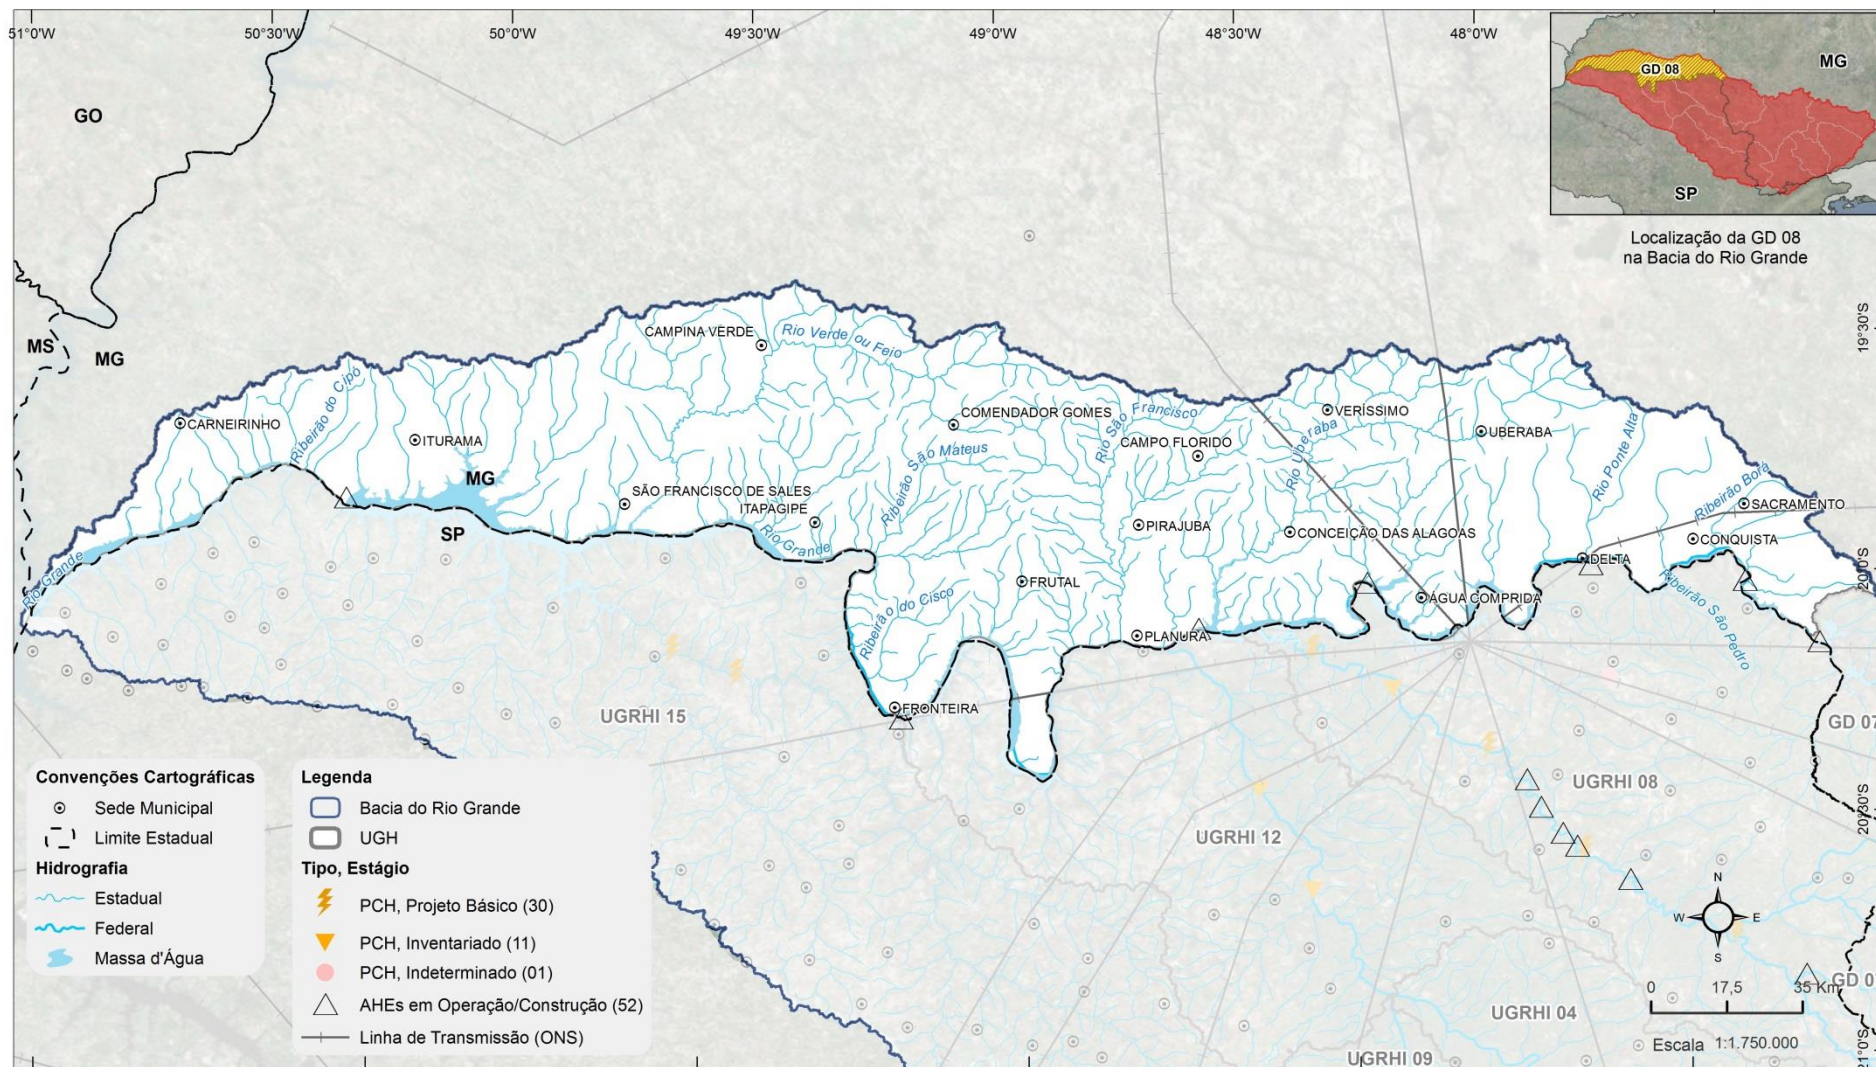 51°0'W
50°30'W
50°0'W
49°30'W
49°0'W
48°30'W
48°0'W
GO
MS
MG
GD 08
MG
SP
Localização da GD 08
na Bacia do Rio Grande
19°30'S
20°0'S
20°30'S
21°0'S
CAMPINA VERDE
Rio Verde ou Feio
CARNEIRINHO
Ribeirão do Cipó
ITURAMA
COMENDADOR GOMES
Rio São Francisco
CAMPO FLORIDO
VERÍSSIMO
Rio Uberaba
UBERABA
Rio Ponte Alta
Ribeirão Borá
SACRAMENTO
MG
SP
SÃO FRANCISCO DE SALES
ITAPAGIPE
Ribeirão São Mateus
Rio Grande
PIRAJUBA
CONCEIÇÃO DAS ALAGOAS
CONQUISTA
DELTA
Rio Grande
FRUTAL
Ribeirão do Cisco
ÁGUA COMPRIDA
Ribeirão São Pedro
PLANURA
FRONTEIRA
UGRHI 15
GD 07
UGRHI 08
UGRHI 12
GD 0
UGRHI 04
UGRHI 09
Convenções Cartográficas
Sede Municipal
Limite Estadual
Hidrografia
Estadual
Federal
Massa d'Água
Legenda
Bacia do Rio Grande
UGH
Tipo, Estágio
PCH, Projeto Básico (30)
PCH, Inventariado (11)
PCH, Indeterminado (01)
AHEs em Operação/Construção (52)
Linha de Transmissão (ONS)
N
W E
S
0 17,5 35 Km
Escala 1:1.750.000